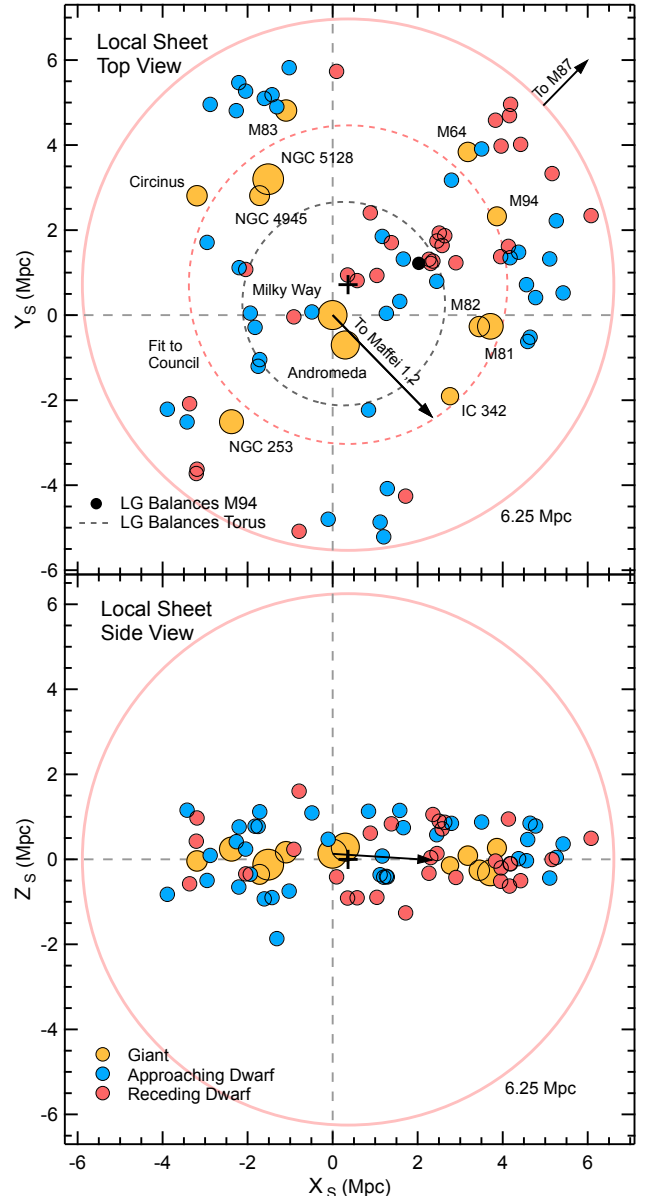 Local Sheet
Top View
To M87
M83
M64
NGC 5128
Circinus
M94
NGC 4945
Milky Way
To Maffei 1,2
M82
M81
Fit to
Council
Andromeda
IC 342
NGC 253
LG Balances M94
LG Balances Torus
6.25 Mpc
6
4
2
0
-2
-4
-6
Y S (Mpc)
Local Sheet
Side View
6
4
2
0
-2
-4
-6
Z S (Mpc)
Giant
Approaching Dwarf
Receding Dwarf
6.25 Mpc
-6 -4 -2 0 2 4 6
X S (Mpc)